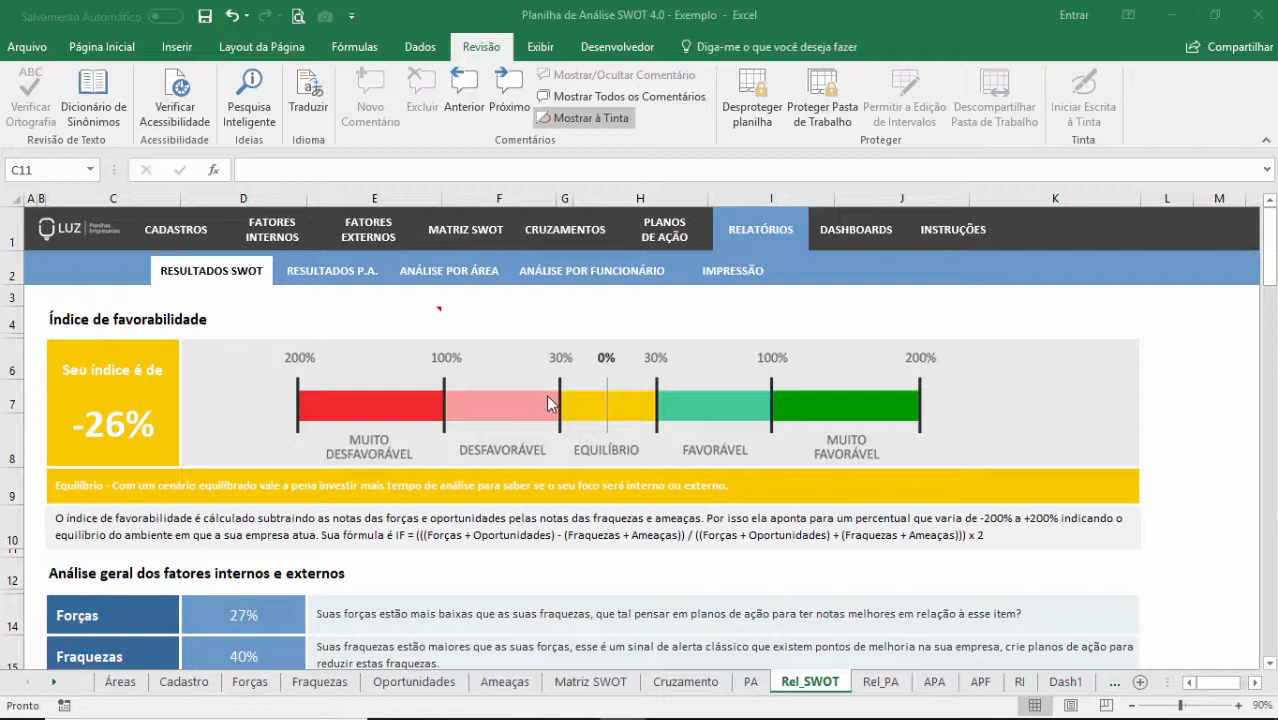 Salvamento Automático
Planilha de Análise SWOT 4.0 - Exemplo - Excel
Entrar
Arquivo
Página Inicial
Inserir
Layout da Página
Fórmulas
Dados
Revisão
Exibir
Desenvolvedor
Diga-me o que você deseja fazer
Compartilhar
ABC
Verificar
Ortografia
Dicionário de
Sinônimos
Revisão de Texto
Verificar
Acessibilidade
Acessibilidade
Pesquisa
Inteligente
Ideias
Traduzir
Idioma
Novo
Comentário
Excluir
Anterior
Próximo
Mostrar/Ocultar Comentário
Mostrar Todos os Comentários
Mostrar à Tinta
Comentários
Desproteger
planilha
Proteger Pasta
de Trabalho
Permitir a Edição
de Intervalos
Descompartilhar
Pasta de Trabalho
Proteger
Iniciar Escrita
à Tinta
Tinta
C11
fx
A B C D E F G H I J K L M
1
LUZ Planilhas
Empresariais
CADASTROS
FATORES
INTERNOS
FATORES
EXTERNOS
MATRIZ SWOT
CRUZAMENTOS
PLANOS
DE AÇÃO
RELATÓRIOS
DASHBOARDS
INSTRUÇÕES
2
RESULTADOS SWOT
RESULTADOS P.A.
ANÁLISE POR ÁREA
ANÁLISE POR FUNCIONÁRIO
IMPRESSÃO
3
4
Índice de favorabilidade
6
Seu índice é de
-26%
200% 100% 30% 0% 30% 100% 200%
7
8
MUITO
DESFAVORÁVEL
DESFAVORÁVEL
EQUILÍBRIO
FAVORÁVEL
MUITO
FAVORÁVEL
9
Equilíbrio - Com um cenário equilibrado vale a pena investir mais tempo de análise para saber se o seu foco será interno ou externo.
10
O índice de favorabilidade é cálculado subtraindo as notas das forças e oportunidades pelas notas das fraquezas e ameaças. Por isso ela aponta para um percentual que varia de -200% a +200% indicando o
equilíbrio do ambiente em que a sua empresa atua. Sua fórmula é IF = (((Forças + Oportunidades) - (Fraquezas + Ameaças)) / ((Forças + Oportunidades) + (Fraquezas + Ameaças))) x 2
12
Análise geral dos fatores internos e externos
14
Forças
27%
Suas forças estão mais baixas que as suas fraquezas, que tal pensar em planos de ação para ter notas melhores em relação à esse item?
15
Fraquezas
40%
Suas fraquezas estão maiores que as suas forças, esse é um sinal de alerta clássico que existem pontos de melhoria na sua empresa, crie planos de ação para
reduzir estas fraquezas.
Áreas
Cadastro
Forças
Fraquezas
Oportunidades
Ameaças
Matriz SWOT
Cruzamento
PA
Rel_SWOT
Rel_PA
APA
APF
RI
Dash1
...
Pronto
90%